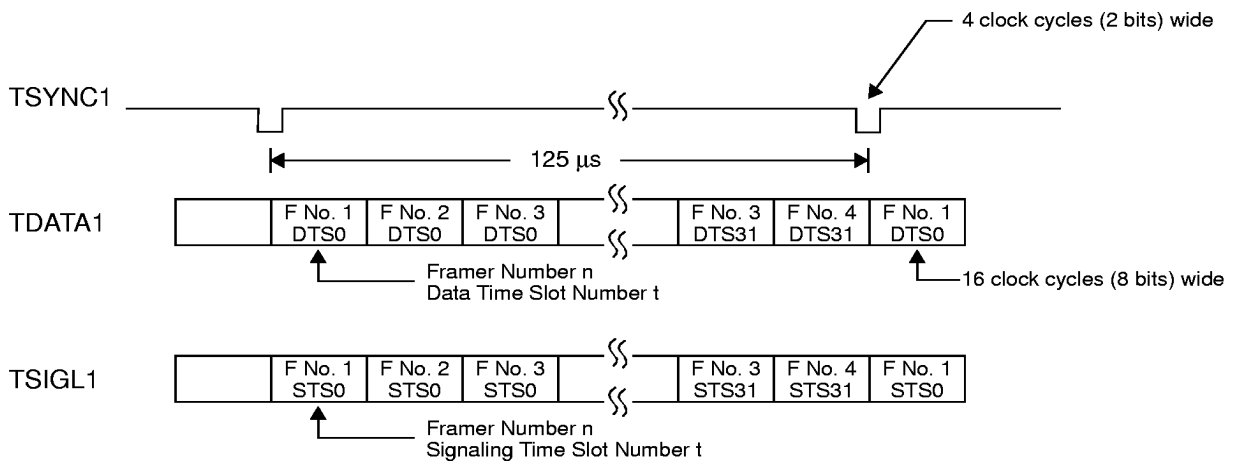 4 clock cycles (2 bits) wide
TSYNC1
125 μs
TDATA1
F No. 1 F No. 2 F No. 3 F No. 3 F No. 4 F No. 1
DTS0 DTS0 DTS0 DTS31 DTS31 DTS0
Framer Number n
Data Time Slot Number t
16 clock cycles (8 bits) wide
TSIGL1
F No. 1 F No. 2 F No. 3 F No. 3 F No. 4 F No. 1
STS0 STS0 STS0 STS31 STS31 STS0
Framer Number n
Signaling Time Slot Number t